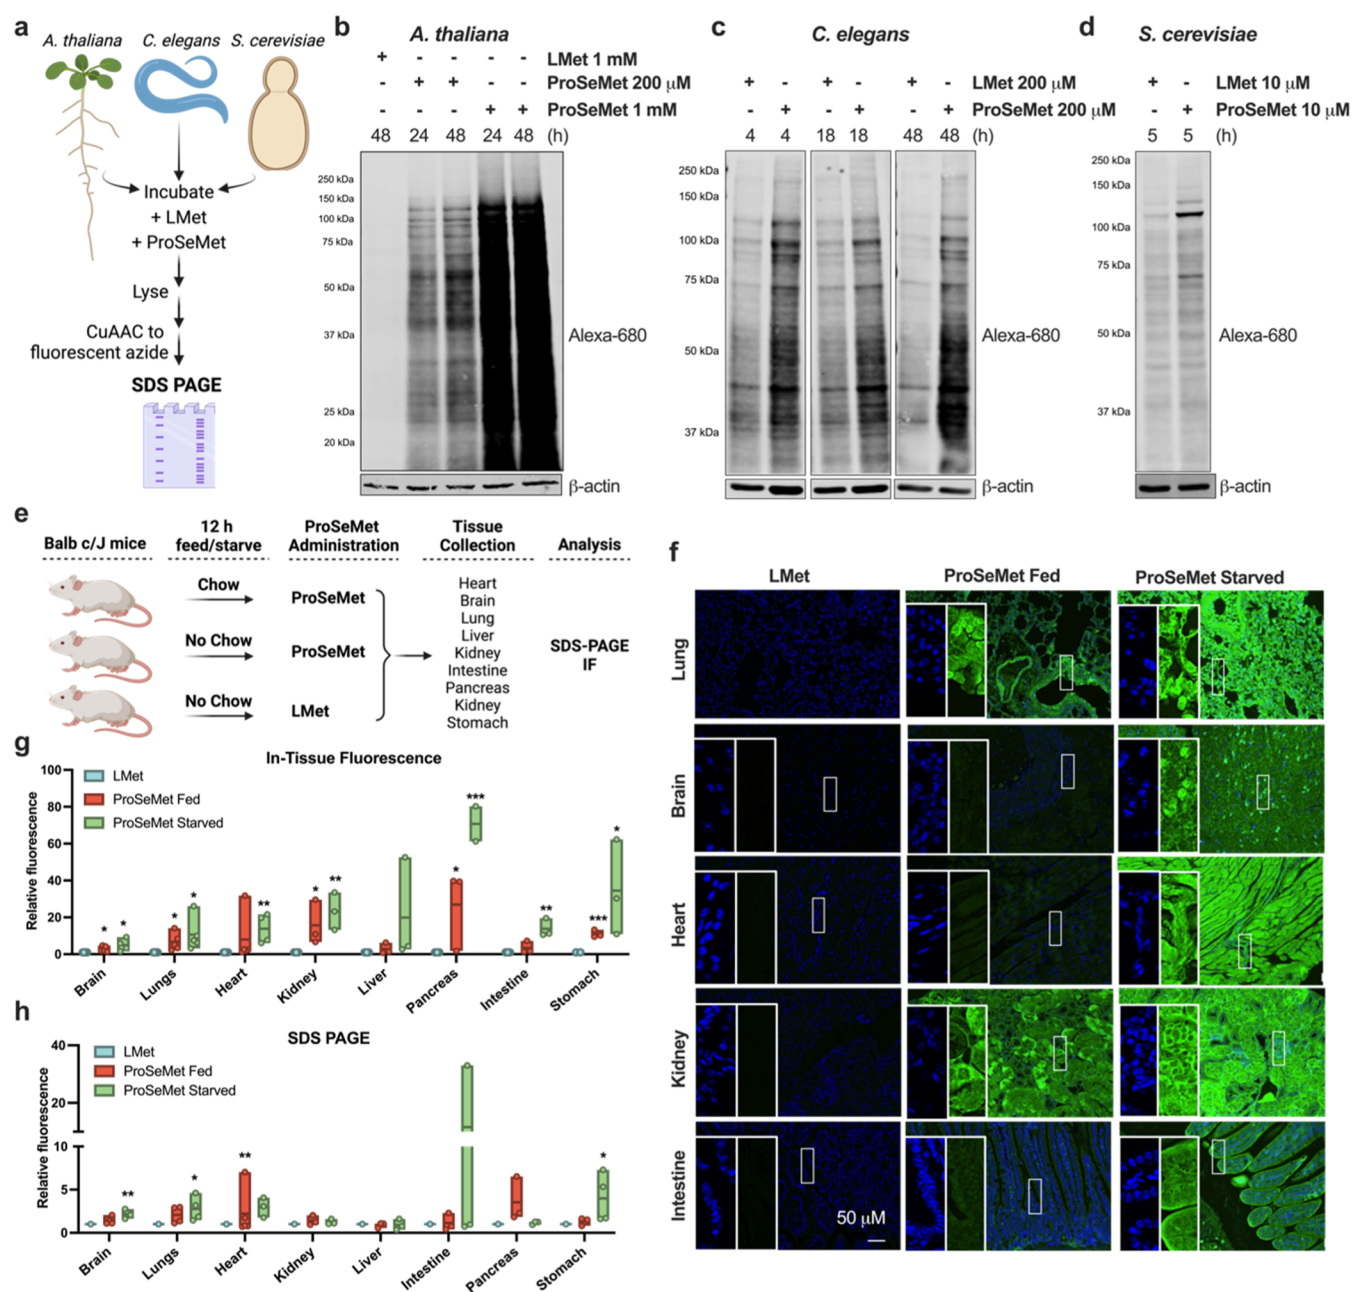 a
A. thaliana C. elegans S. cerevisiae
Incubate
+ LMet
+ ProSeMet
Lyse
CuAAC to
fluorescent azide
SDS PAGE
b
A. thaliana
+ - - - - LMet 1 mM
- + + - - ProSeMet 200 μM
- - - + + ProSeMet 1 mM
48 24 48 24 48 (h)
250 kDa
150 kDa
100 kDa
75 kDa
50 kDa
37 kDa
25 kDa
20 kDa
Alexa-680
β-actin
c
C. elegans
+ - + - + - LMet 200 μM
- + - + - + ProSeMet 200 μM
4 4 18 18 48 48 (h)
250 kDa
150 kDa
100 kDa
75 kDa
50 kDa
37 kDa
Alexa-680
β-actin
d
S. cerevisiae
+ - LMet 10 μM
- + ProSeMet 10 μM
5 5 (h)
250 kDa
150 kDa
100 kDa
75 kDa
50 kDa
37 kDa
Alexa-680
β-actin
e
Balb c/J mice
12 h
feed/starve
ProSeMet
Administration
Tissue
Collection
Analysis
Chow
ProSeMet
No Chow
ProSeMet
No Chow
LMet
Heart
Brain
Lung
Liver
Kidney
Intestine
Pancreas
Kidney
Stomach
SDS-PAGE
IF
f
LMet ProSeMet Fed ProSeMet Starved
Lung
Brain
Heart
Kidney
Intestine
50 μM
g
In-Tissue Fluorescence
Relative fluorescence
100
80
60
40
20
0
LMet
ProSeMet Fed
ProSeMet Starved
* * * * ** * ** * *** ** *** *
Brain Lungs Heart Kidney Liver Pancreas Intestine Stomach
h
SDS PAGE
Relative fluorescence
40
20
10
5
0
LMet
ProSeMet Fed
ProSeMet Starved
** * ** *
Brain Lungs Heart Kidney Liver Intestine Pancreas Stomach